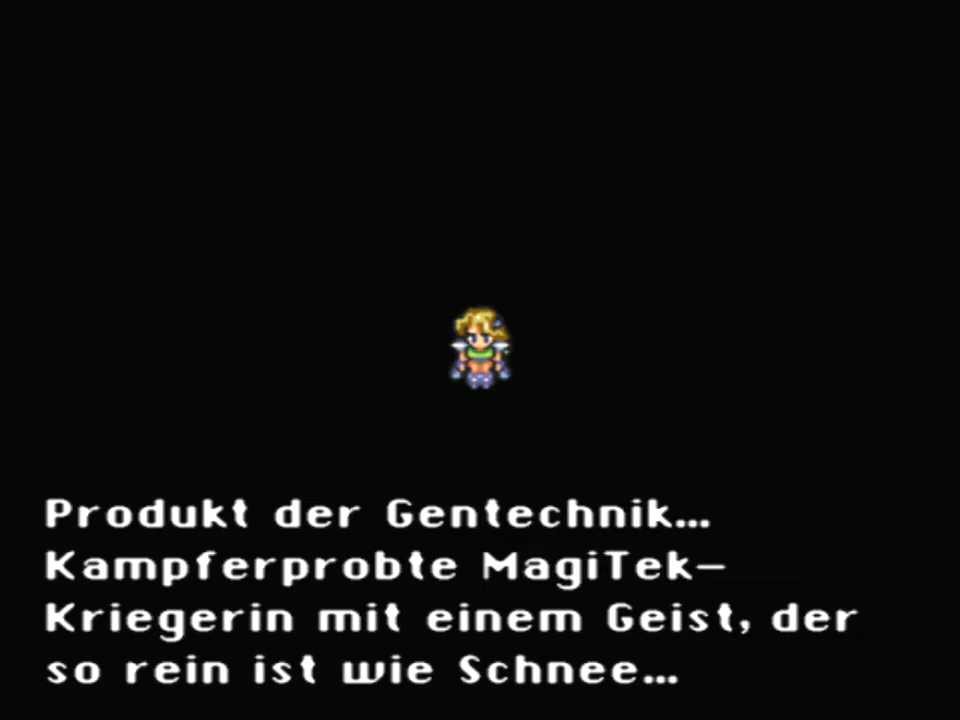 Produkt der Gentechnik...
Kampferprobte MagiTek-
Kriegerin mit einem Geist, der
so rein ist wie Schnee...